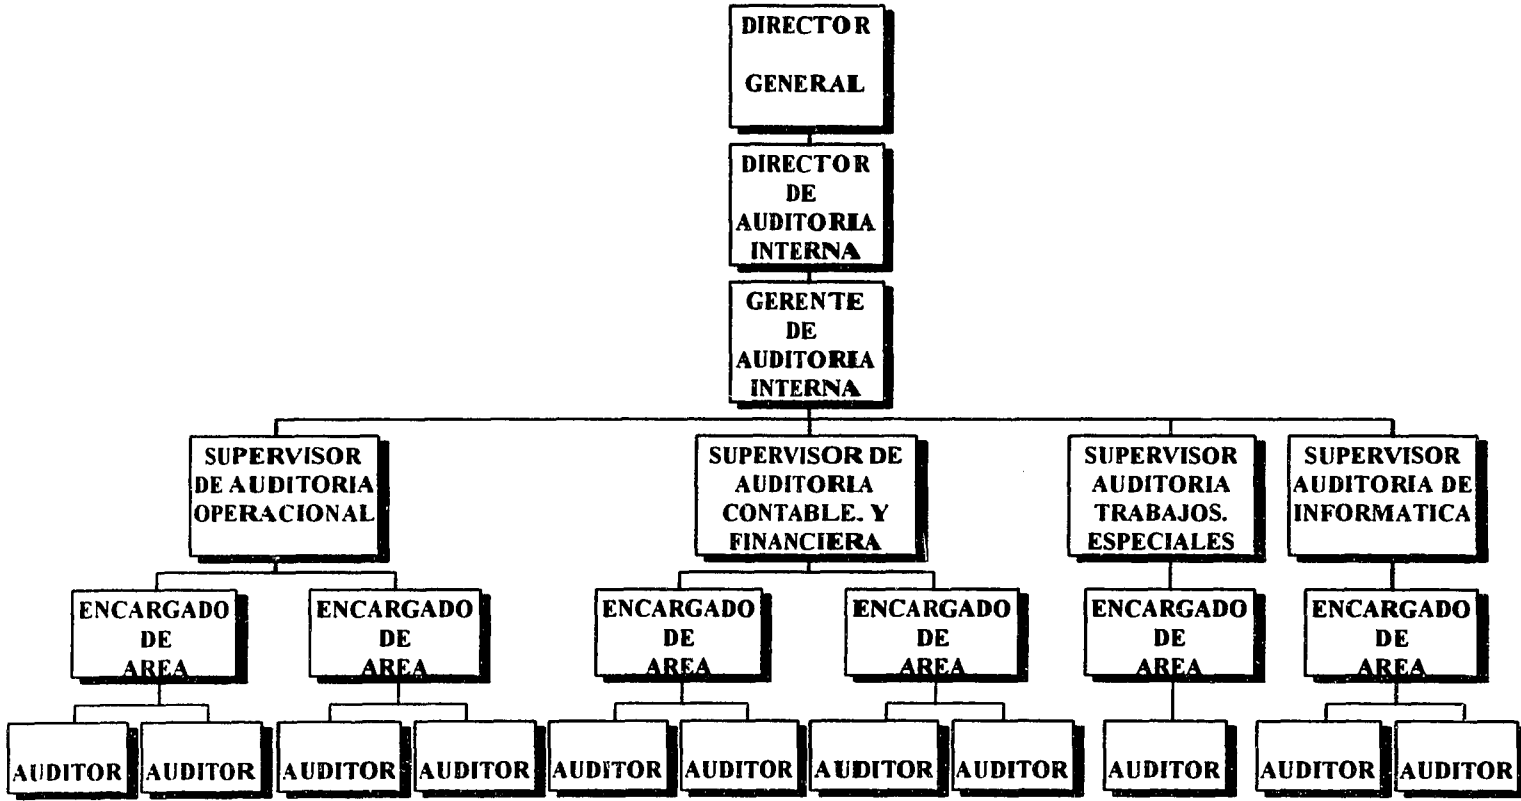 DIRECTOR
GENERAL
DIRECTOR
DE
AUDITORIA
INTERNA
GERENTE
DE
AUDITORIA
INTERNA
SUPERVISOR
DE AUDITORIA
OPERACIONAL
SUPERVISOR DE
AUDITORIA
CONTABLE. Y
FINANCIERA
SUPERVISOR
AUDITORIA
TRABAJOS.
ESPECIALES
SUPERVISOR
AUDITORIA DE
INFORMATICA
ENCARGADO
DE
AREA
ENCARGADO
DE
AREA
ENCARGADO
DE
AREA
ENCARGADO
DE
AREA
ENCARGADO
DE
AREA
ENCARGADO
DE
AREA
AUDITOR
AUDITOR
AUDITOR
AUDITOR
AUDITOR
AUDITOR
AUDITOR
AUDITOR
AUDITOR
AUDITOR
AUDITOR